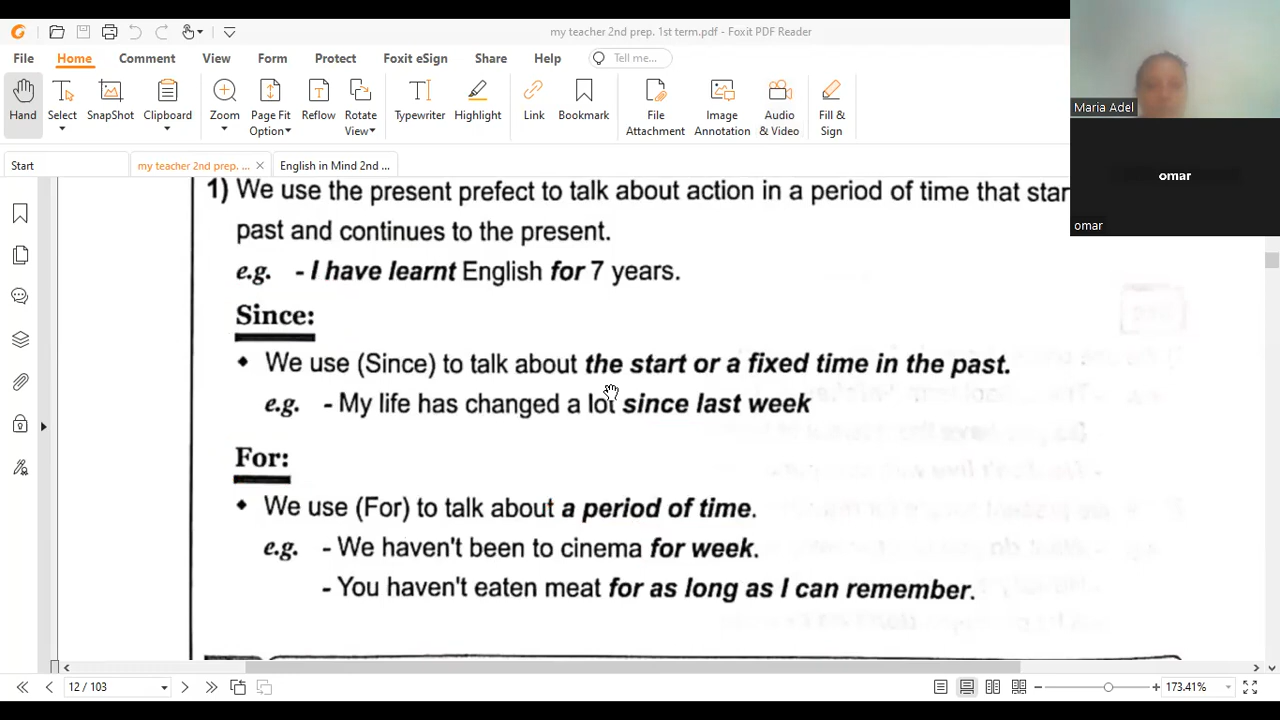 my teacher 2nd prep. 1st term.pdf - Foxit PDF Reader
File Home Comment View Form Protect Foxit eSign Share Help Tell me...
Hand Select SnapShot Clipboard Zoom Page Fit Option Reflow Rotate View Typewriter Highlight Link Bookmark File Attachment Image Annotation Audio & Video Fill & Sign
Maria Adel
omar
omar
Start my teacher 2nd prep. ... English in Mind 2nd ...
1) We use the present prefect to talk about action in a period of time that star
past and continues to the present.
e.g. - I have learnt English for 7 years.
Since:
We use (Since) to talk about the start or a fixed time in the past.
e.g. - My life has changed a lot since last week
For:
We use (For) to talk about a period of time.
e.g. - We haven't been to cinema for week.
- You haven't eaten meat for as long as I can remember.
12 / 103
173.41%